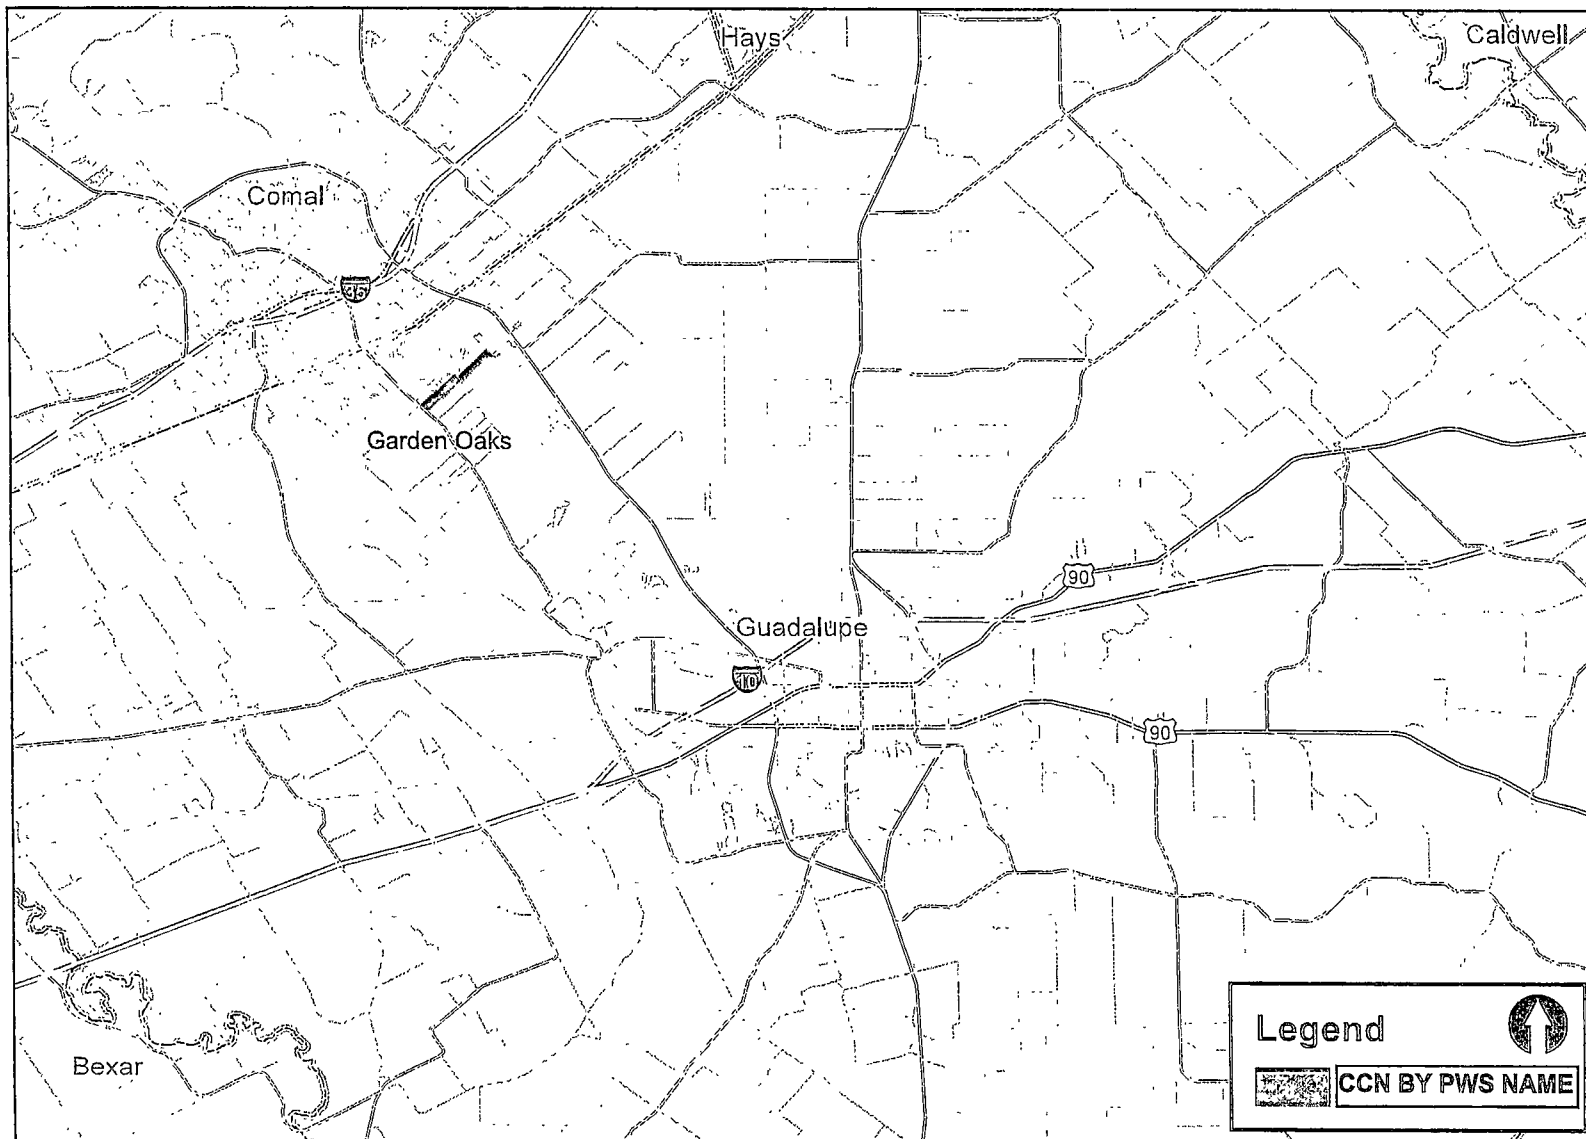 Hays
Caldwell
Comal
35
Garden Oaks
90
Guadalupe
10
90
Bexar
Legend
CCN BY PWS NAME